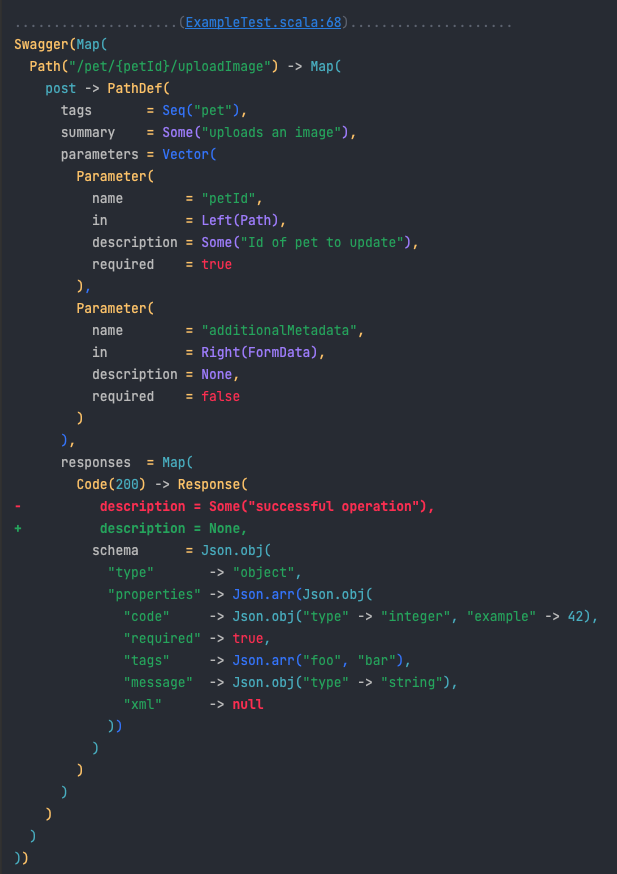 .....................(ExampleTest.scala:68).....................
Swagger(Map(
  Path("/pet/{petId}/uploadImage") -> Map(
    post -> PathDef(
      tags       = Seq("pet"),
      summary    = Some("uploads an image"),
      parameters = Vector(
        Parameter(
          name        = "petId",
          in          = Left(Path),
          description = Some("Id of pet to update"),
          required    = true
        ),
        Parameter(
          name        = "additionalMetadata",
          in          = Right(FormData),
          description = None,
          required    = false
        )
      ),
      responses  = Map(
        Code(200) -> Response(
-          description = Some("successful operation"),
+          description = None,
          schema      = Json.obj(
            "type"       -> "object",
            "properties" -> Json.arr(Json.obj(
              "code"     -> Json.obj("type" -> "integer", "example" -> 42),
              "required" -> true,
              "tags"     -> Json.arr("foo", "bar"),
              "message"  -> Json.obj("type" -> "string"),
              "xml"      -> null
            ))
          )
        )
      )
    )
  )
))